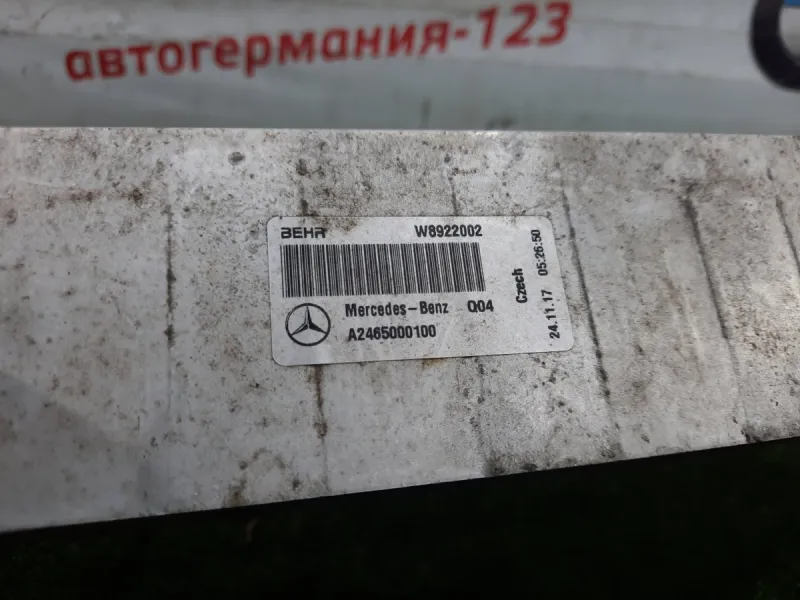 автогермания-123
BEHR W8922002
Mercedes-Benz Q04
A2465000100
Czech
24.11.17 05:26:50